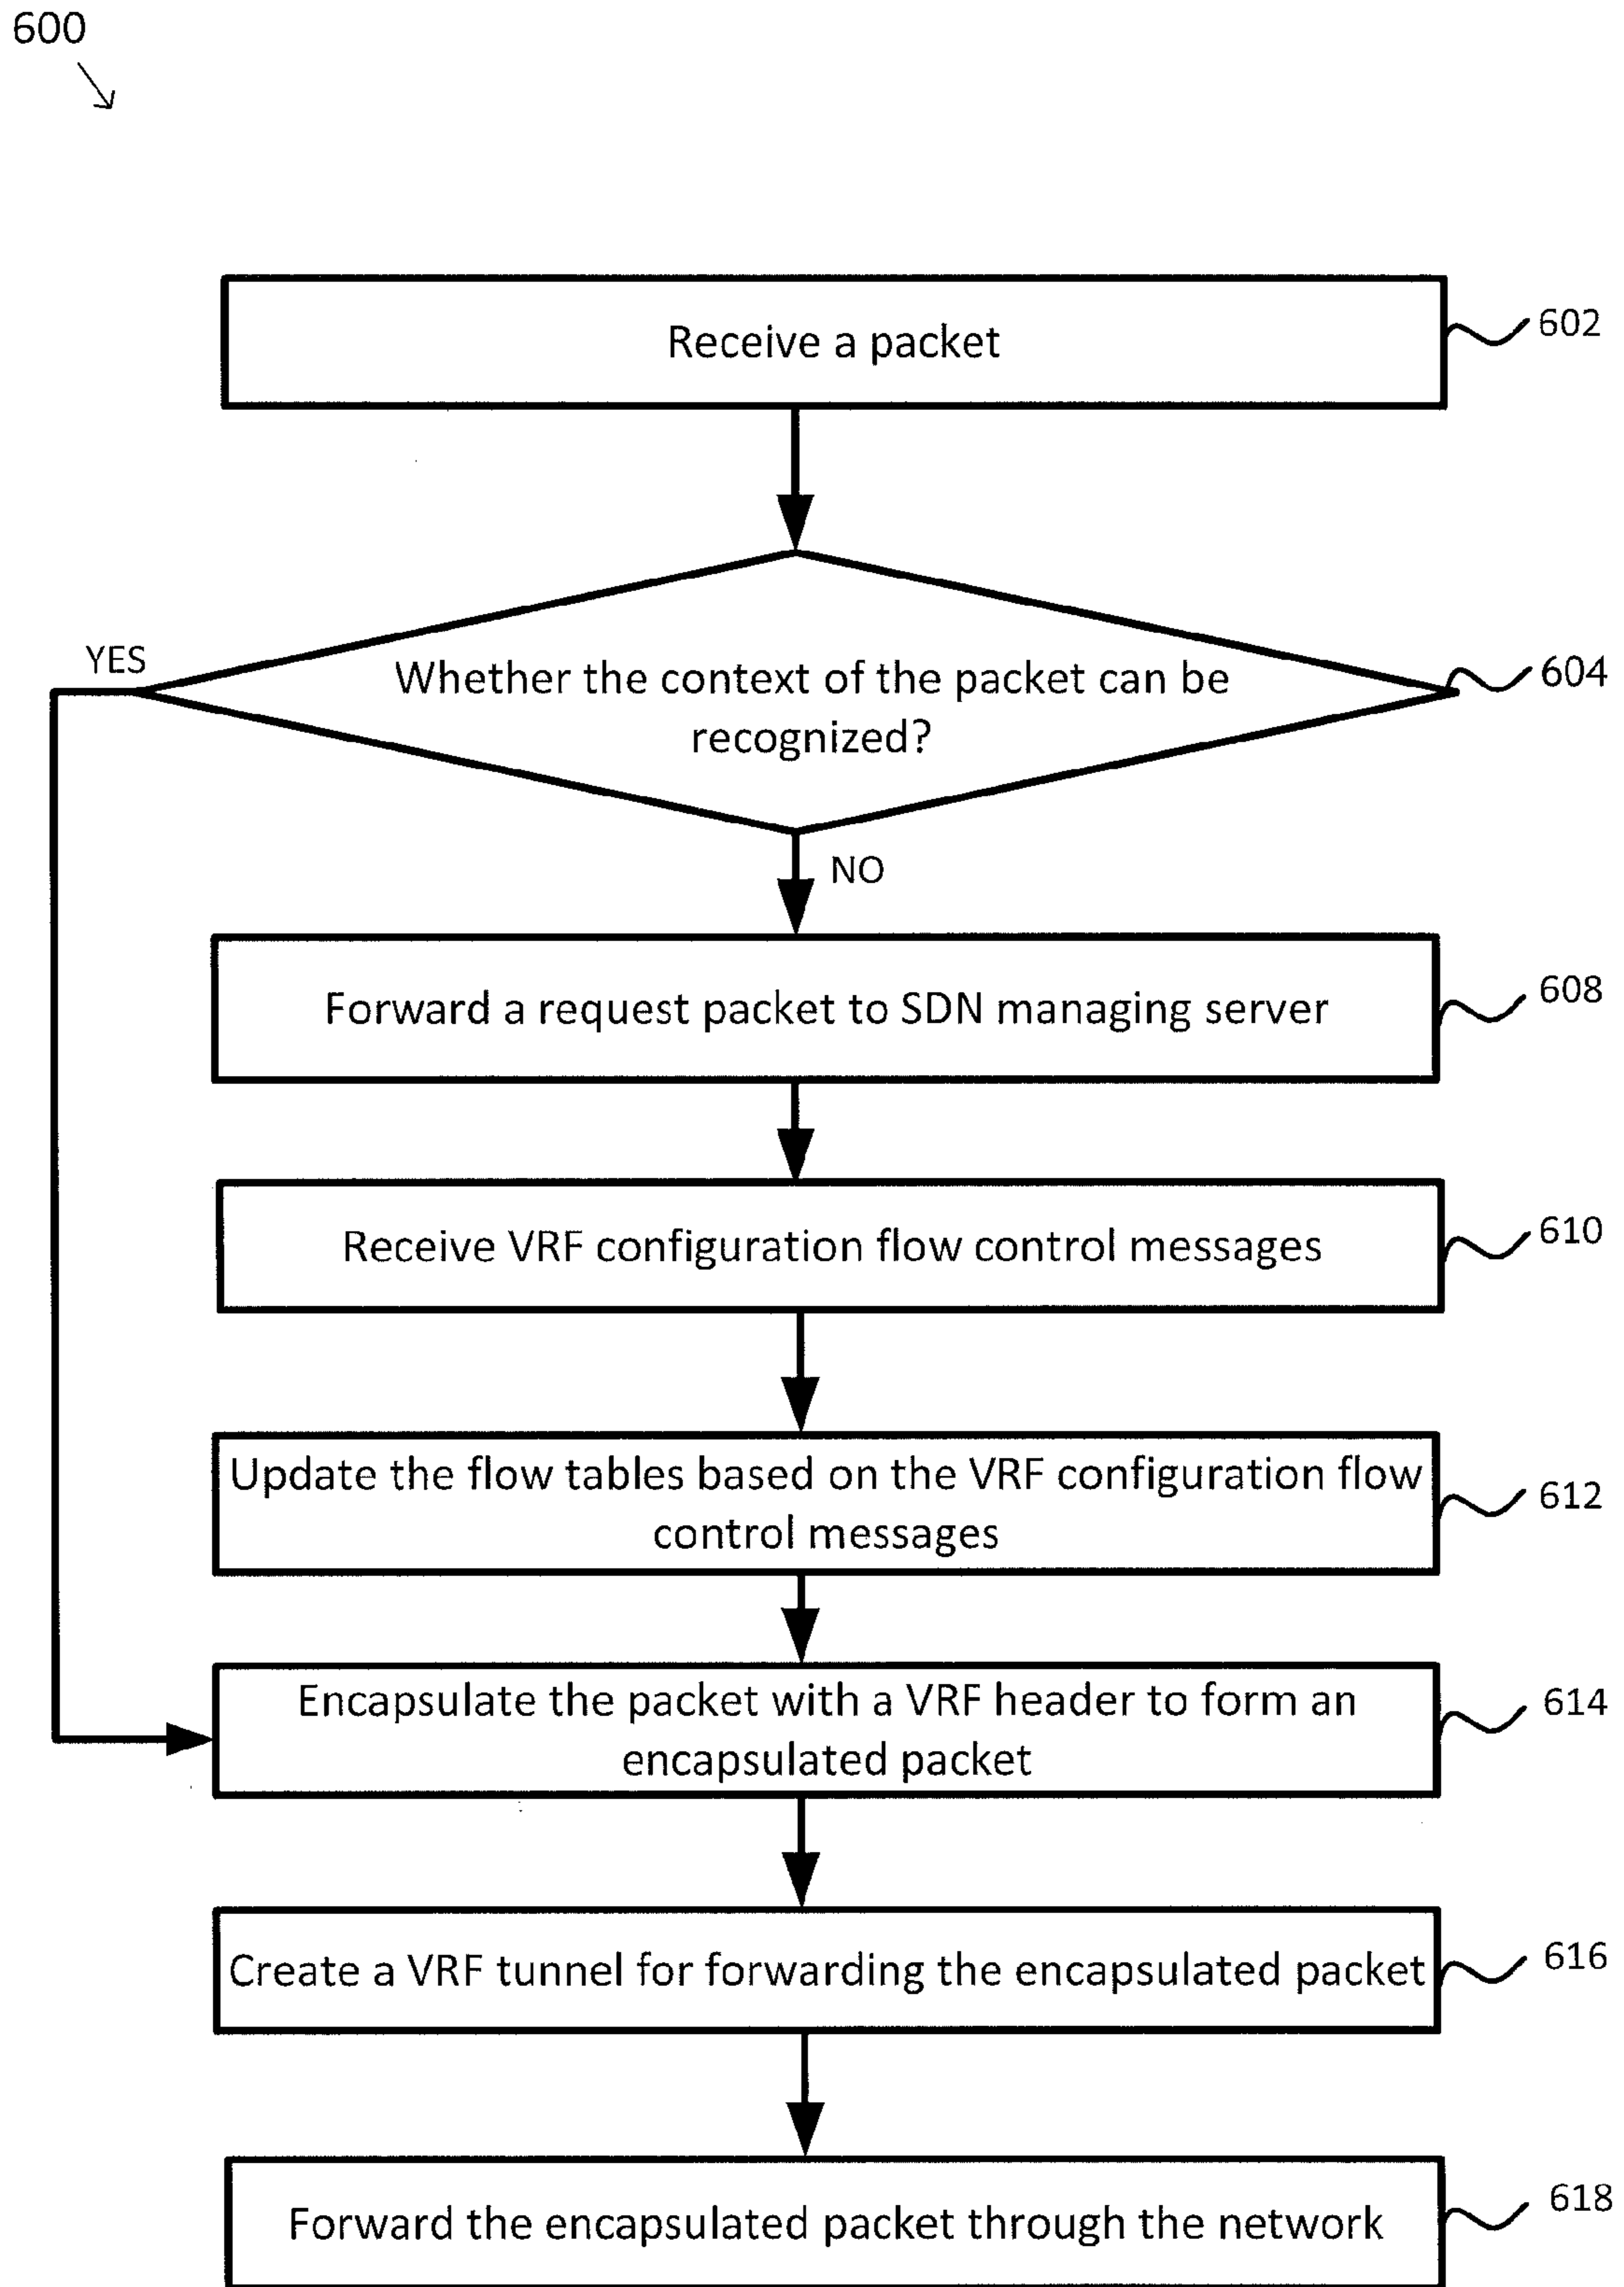 600
Receive a packet
602
Whether the context of the packet can be
recognized?
604
YES
NO
Forward a request packet to SDN managing server
608
Receive VRF configuration flow control messages
610
Update the flow tables based on the VRF configuration flow
control messages
612
Encapsulate the packet with a VRF header to form an
encapsulated packet
614
Create a VRF tunnel for forwarding the encapsulated packet
616
Forward the encapsulated packet through the network
618